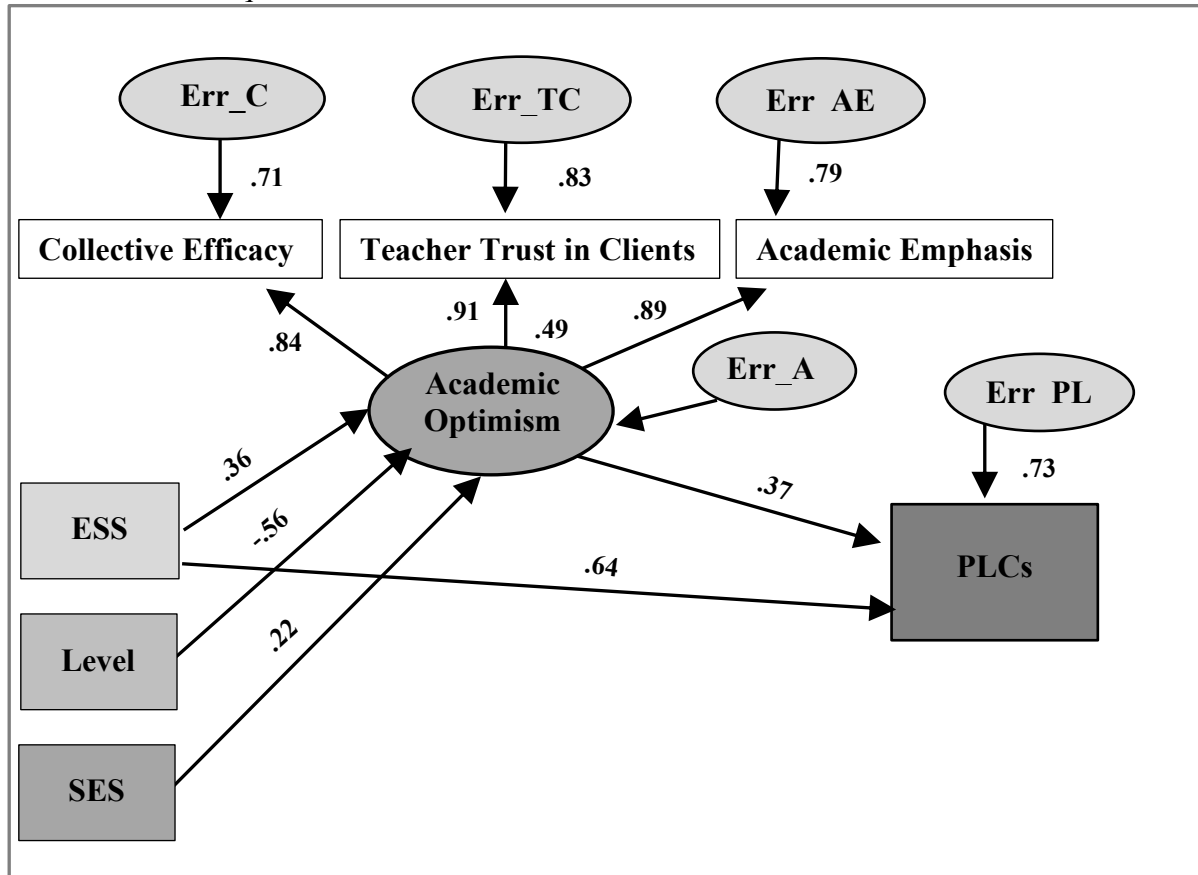 Err_C
Err_TC
Err AE
.71
.83
.79
Collective Efficacy
Teacher Trust in Clients
Academic Emphasis
.84
.91
.49
.89
Academic
Optimism
Err_A
Err PL
.73
.36
-.56
.22
.37
.64
ESS
Level
SES
PLCs